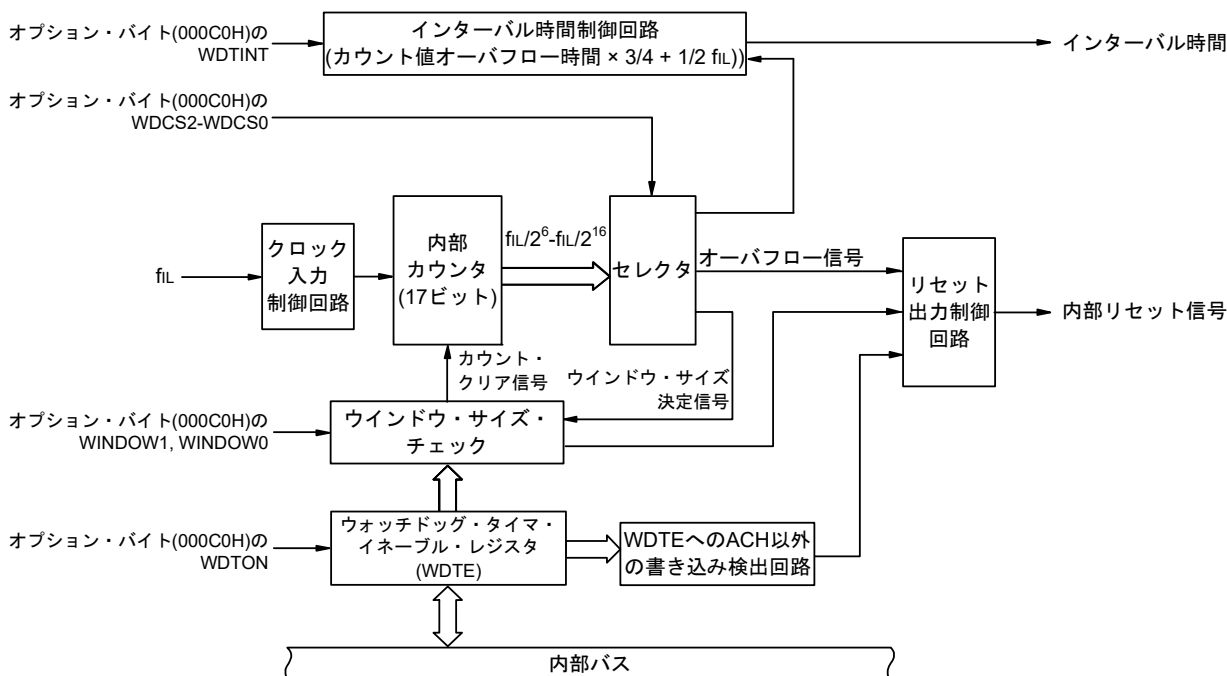 オプション・バイト(000C0H)の
WDTINT
インターバル時間制御回路
(カウント値オーバフロー時間 × 3/4 + 1/2 fIL))
インターバル時間
オプション・バイト(000C0H)の
WDCS2-WDCS0
fIL
クロック
入力
制御回路
内部
カウンタ
(17ビット)
fIL/2^6-fIL/2^16
セレクタ
オーバフロー信号
リセット
出力制御
回路
内部リセット信号
カウント・
クリア信号
ウインドウ・サイズ
決定信号
オプション・バイト(000C0H)の
WINDOW1, WINDOW0
ウインドウ・サイズ・
チェック
オプション・バイト(000C0H)の
WDTON
ウォッチドッグ・タイマ・
イネーブル・レジスタ
(WDTE)
WDTEへのACH以外
の書き込み検出回路
内部バス